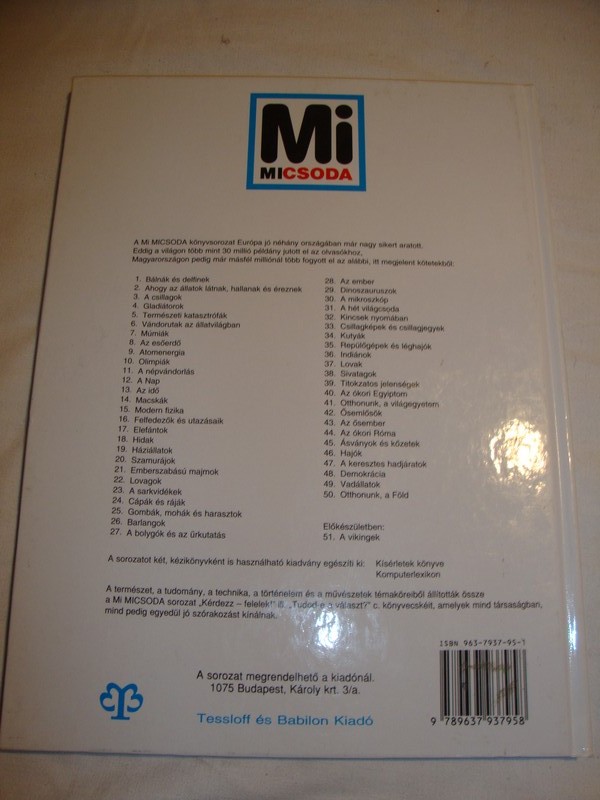 Mi
MICSODA
A Mi MICSODA könyvsorozat Európa jó néhány országában már nagy sikert aratott.
Eddig a világon több mint 30 millió példány jutott el az olvasókhoz,
Magyarországon pedig már másfél milliónál több fogyott el az alábbi, itt megjelent kötetekből:
1. Bálnák és delfinek
2. Ahogy az állatok látnak, hallanak és éreznek
3. A csillagok
4. Gladiátorok
5. Természeti katasztrófák
6. Vándorutak az állatvilágban
7. Múmiák
8. Az esőerdő
9. Atomenergia
10. Olimpiák
11. A népvándorlás
12. A Nap
13. Az idő
14. Macskák
15. Modern fizika
16. Felfedezők és utazásaik
17. Elefántok
18. Hidak
19. Háziállatok
20. Szamurájok
21. Emberszabású majmok
22. Lovagok
23. A sarkvidékek
24. Cápák és ráják
25. Gombák, mohák és harasztok
26. Barlangok
27. A bolygók és az űrkutatás
28. Az ember
29. Dinoszauruszok
30. A mikroszkóp
31. A hét világcsoda
32. Kincsek nyomában
33. Csillagképek és csillagjegyek
34. Kutyák
35. Repülőgépek és léghajók
36. Indiánok
37. Lovak
38. Sivatagok
39. Titokzatos jelenségek
40. Az ókori Egyiptom
41. Otthonunk, a világegyetem
42. Ősemlősök
43. Az ősember
44. Az ókori Róma
45. Ásványok és kőzetek
46. Hajók
47. A keresztes hadjáratok
48. Demokrácia
49. Vadállatok
50. Otthonunk, a Föld
Előkészületben:
51. A vikingek
A sorozatot két, kézikönyvként is használható kiadvány egészíti ki: Kísérletek könyve
Komputerlexikon
A természet, a tudomány, a technika, a történelem és a művészetek témaköreiből állították össze
a Mi MICSODA sorozat „Kérdezz – felelek!" ill. „Tudod-e a választ?" c. könyvecskéit, amelyek mind társaságban,
mind pedig egyedül jó szórakozást kínálnak.
ISBN 963-7937-95-1
A sorozat megrendelhető a kiadónál.
1075 Budapest, Károly krt. 3/a.
Tessloff és Babilon Kiadó
9 789637 937958